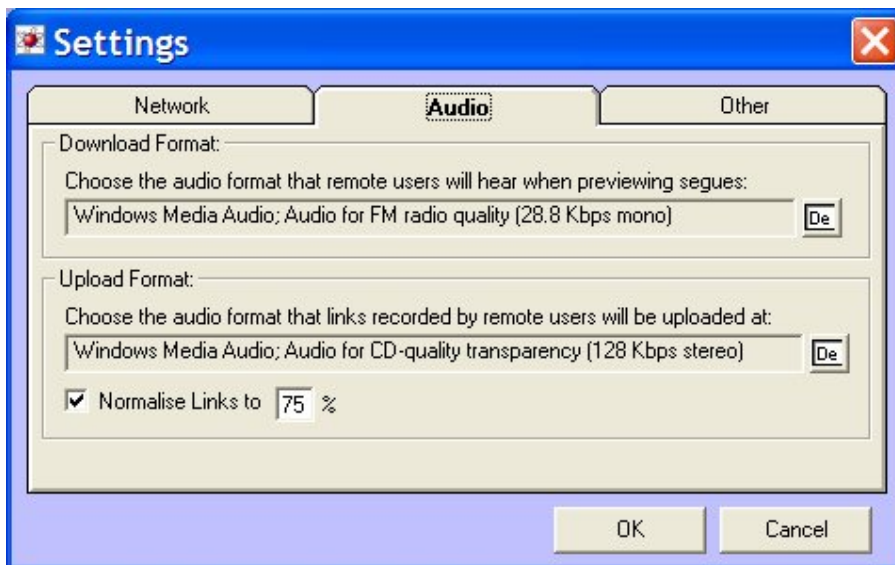 Settings
Network Audio Other
Download Format:
Choose the audio format that remote users will hear when previewing segues:
Windows Media Audio; Audio for FM radio quality (28.8 Kbps mono) De
Upload Format:
Choose the audio format that links recorded by remote users will be uploaded at:
Windows Media Audio; Audio for CD-quality transparency (128 Kbps stereo) De
Normalise Links to 75 %
OK Cancel